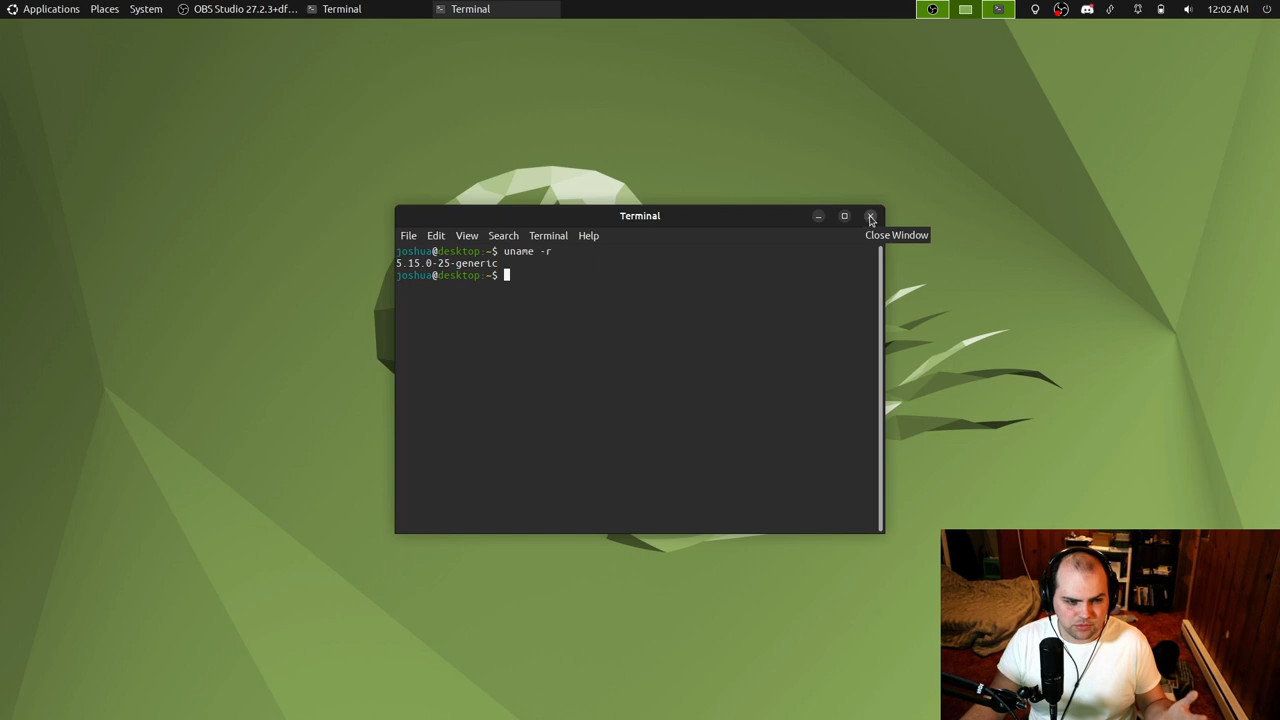 Applications Places System OBS Studio 27.2.3+df... Terminal Terminal 12:02 AM
Terminal
Close Window
File Edit View Search Terminal Help
joshua@desktop:~$ uname -r
5.15.0-25-generic
joshua@desktop:~$